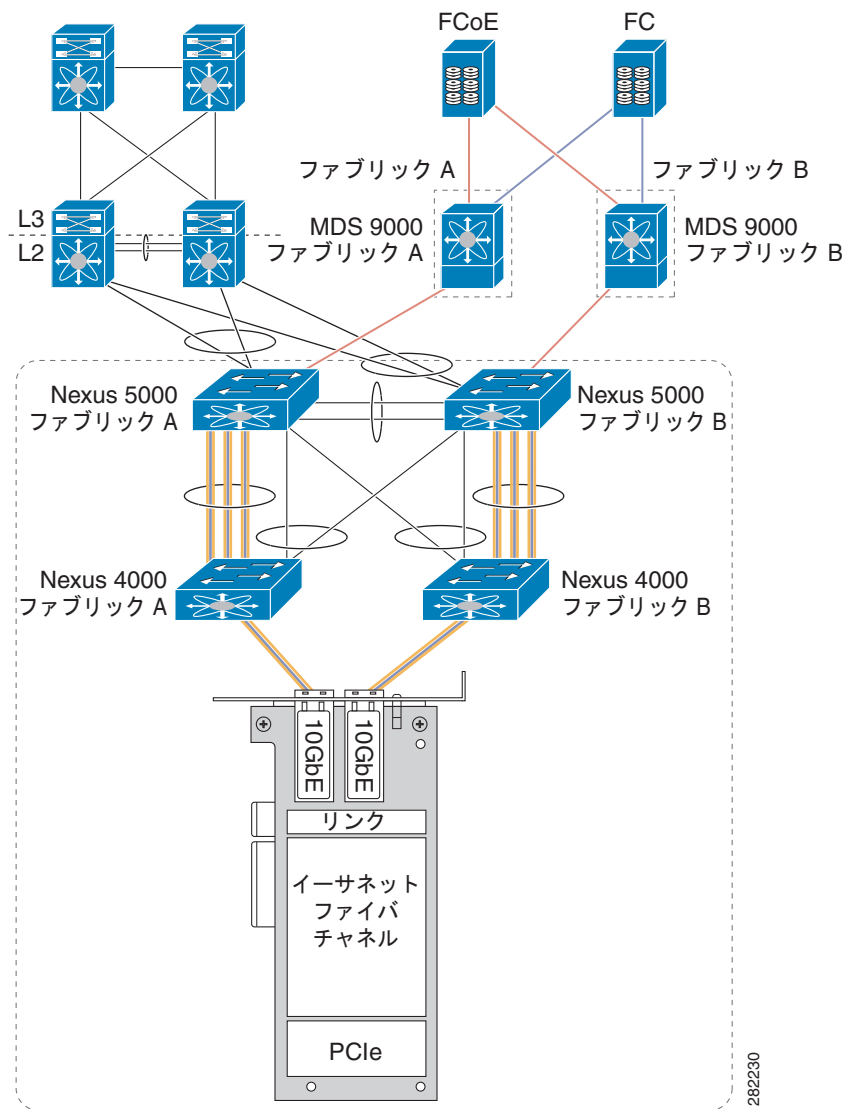 FCoE
FC
ファブリック A
ファブリック B
L3
L2
MDS 9000
ファブリック A
MDS 9000
ファブリック B
Nexus 5000
ファブリック A
Nexus 5000
ファブリック B
Nexus 4000
ファブリック A
Nexus 4000
ファブリック B
10GbE
10GbE
リンク
イーサネット
ファイバ
チャネル
PCIe
282230